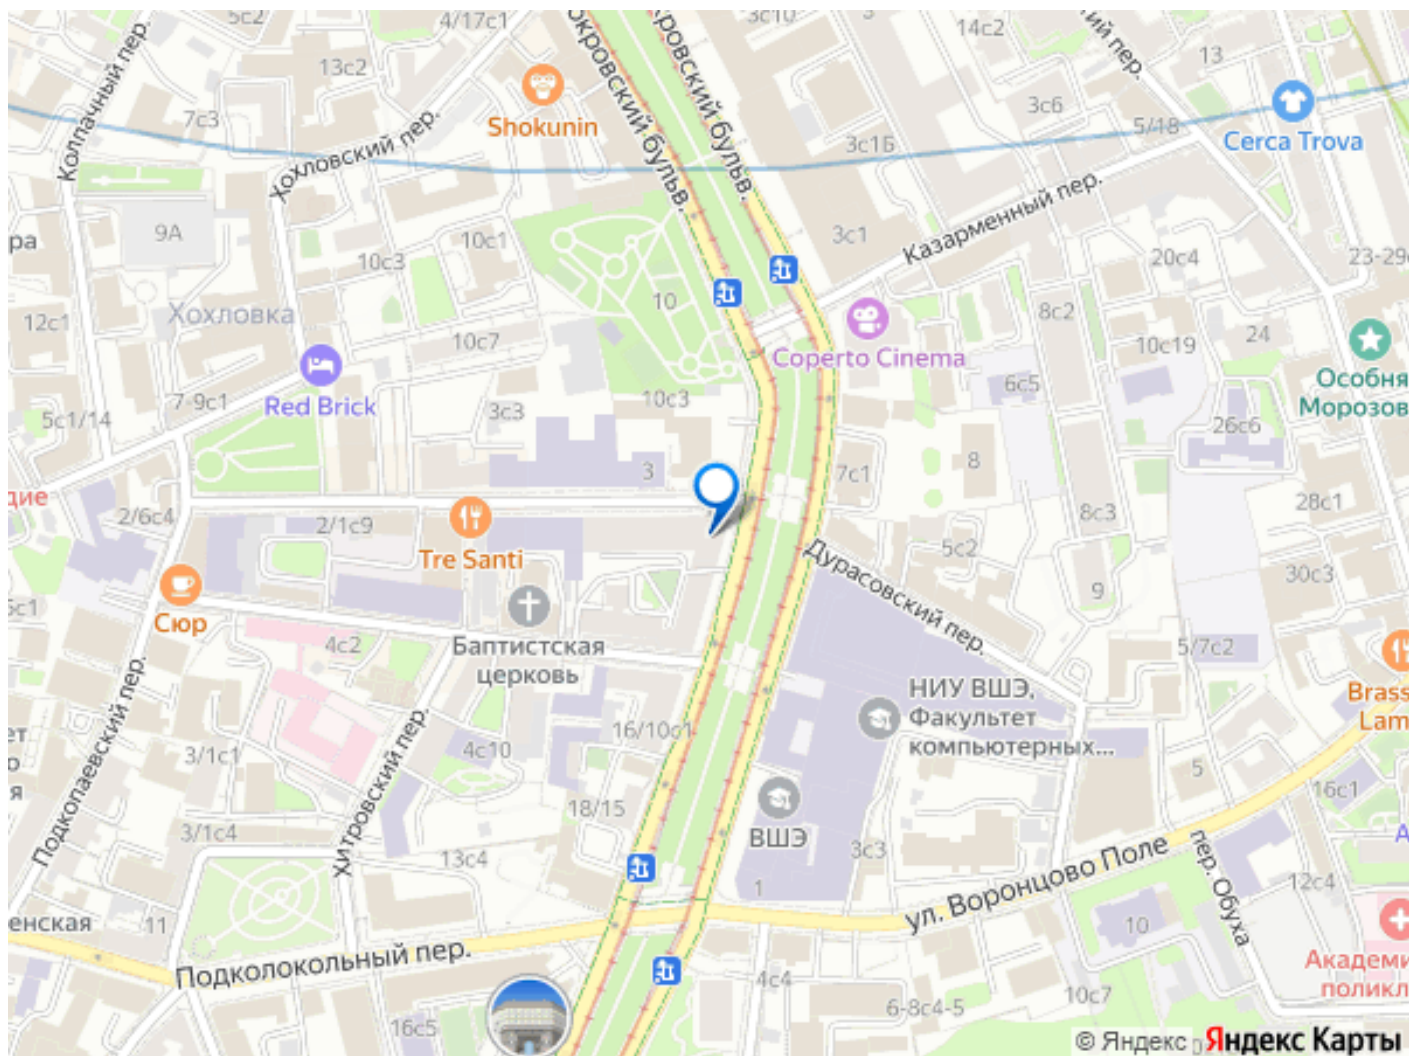 5с2
4/17с1
3с10
14с2
13
13с2
Shokunin
Колпачный пер.
7с3
Хохловский пер.
Покровский бульв.
3с6
5/18
Cerca Trova
3с1Б
9А
10с1
10с3
3с1
Казарменный пер.
20с4
23-29с
Хохловка
10
12с1
10с7
8с2
10с19
24
Coperto Cinema
Особня
Морозов
Red Brick
7-9с1
5с1/14
3с3
10с3
6с5
26с6
дие
3
7с1
8
8с3
28с1
2/6с4
2/1с9
Tre Santi
Дурасовский пер.
5с2
30с3
9
Сюр
Баптистская
церковь
4с2
5/7с2
НИУ ВШЭ,
Факультет
компьютерных...
Brass
Lam
Подкопаевский пер.
3/1с1
Хитровский пер.
4с10
16/10с1
5
16с1
18/15
ВШЭ
3с3
3/1с4
13с4
1
ул. Воронцово Поле
пер. Обуха
12с4
енская
11
10
Подколокольный пер.
4с4
Академи
поликл
16с5
6-8с4-5
10с7
© Яндекс Яндекс Карты